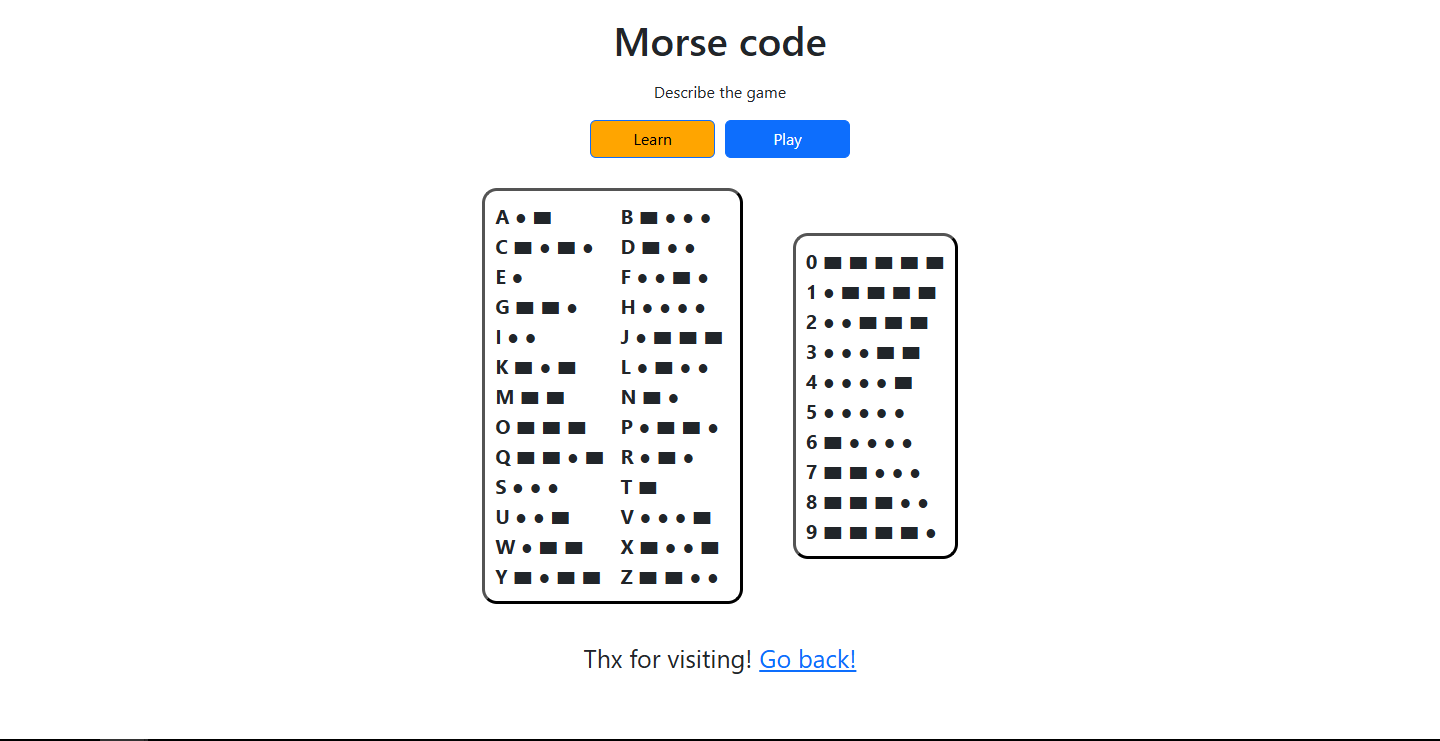 Morse code
Describe the game
Learn Play
A ● ■ B ■ ● ● ●
C ■ ● ■ ● D ■ ● ●
E ● F ● ● ■ ●
G ■ ■ ● H ● ● ● ●
I ● ● J ● ■ ■ ■
K ■ ● ■ L ● ■ ● ●
M ■ ■ N ■ ●
O ■ ■ ■ P ● ■ ■ ●
Q ■ ■ ● ■ R ● ■ ●
S ● ● ● T ■
U ● ● ■ V ● ● ● ■
W ● ■ ■ X ■ ● ● ■
Y ■ ● ■ ■ Z ■ ■ ● ●
0 ■ ■ ■ ■ ■
1 ● ■ ■ ■ ■
2 ● ● ■ ■ ■
3 ● ● ● ■ ■
4 ● ● ● ● ■
5 ● ● ● ● ●
6 ■ ● ● ● ●
7 ■ ■ ● ● ●
8 ■ ■ ■ ● ●
9 ■ ■ ■ ■ ●
Thx for visiting! Go back!